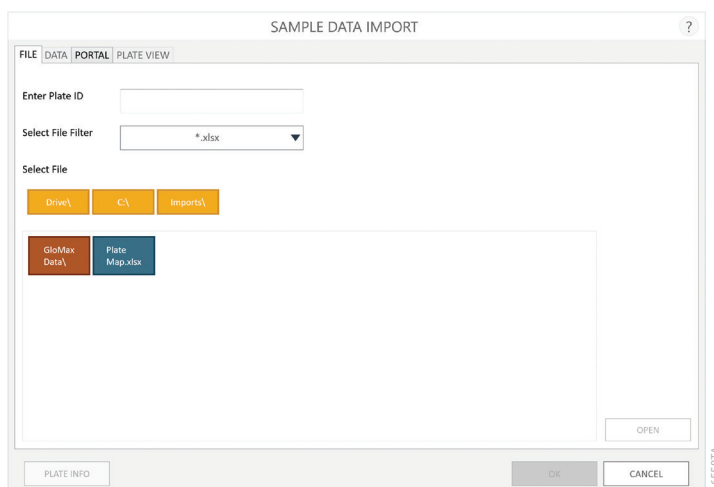 SAMPLE DATA IMPORT
?
FILE DATA PORTAL PLATE VIEW
Enter Plate ID
Select File Filter
*.xlsx
Select File
Drive\ C:\ Imports\
GloMax
Data\
Plate
Map.xlsx
OPEN
PLATE INFO OK CANCEL